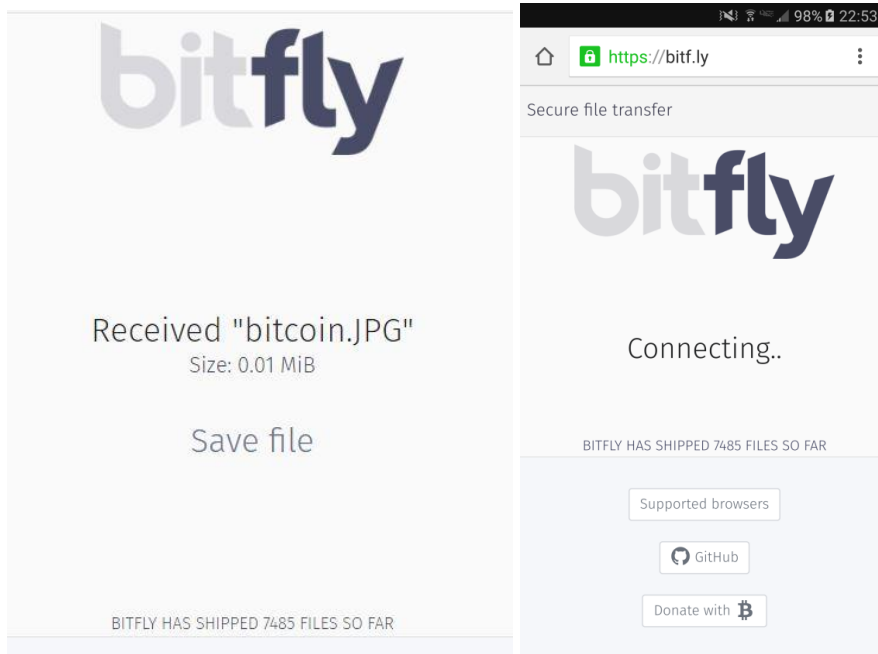 bitfly
Received "bitcoin.JPG"
Size: 0.01 MiB
Save file
BITFLY HAS SHIPPED 7485 FILES SO FAR
98% 22:53
https://bitf.ly
Secure file transfer
bitfly
Connecting..
BITFLY HAS SHIPPED 7485 FILES SO FAR
Supported browsers
GitHub
Donate with